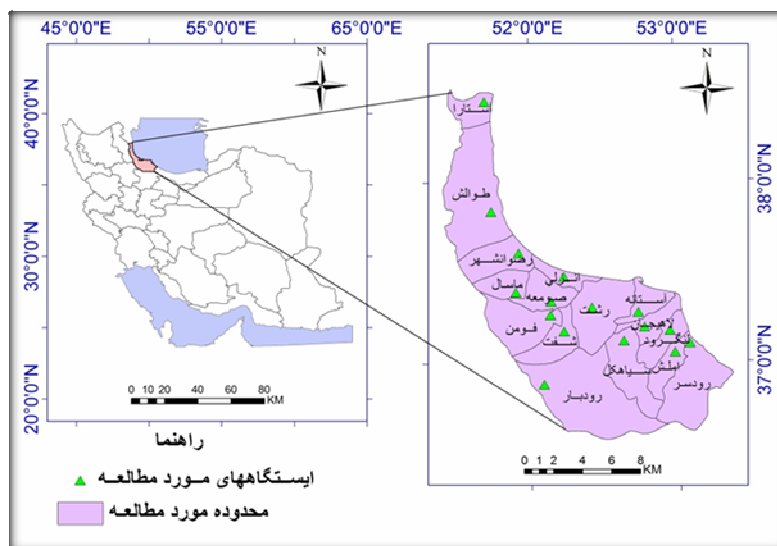 45°0'0"E 55°0'0"E 65°0'0"E
52°0'0"E 53°0'0"E
N
N
40°0'0"N
30°0'0"N
20°0'0"N
38°0'0"N
37°0'0"N
آستارا
طوالش
رضوانشهر
انزلی
ماسال
صومعه
رشت
آستانه
فومن
شفت
لاهیجان
لنگرود
املش
سیاهکل
رودسر
رودبار
0 10 20 40 60 80
KM
0 1 2 4 6 8
KM
راهنما
ایستگاههای مورد مطالعه
محدوده مورد مطالعه